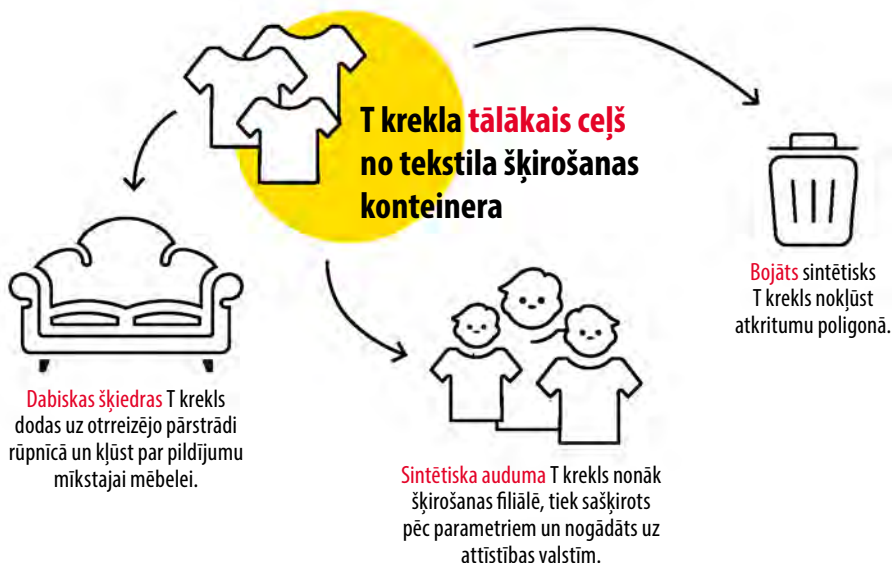 T krekla tālākais ceļš
no tekstila šķirošanas
konteinera
Bojāts sintētisks
T krekls nokļūst
atkritumu poligonā.
Dabiskas šķiedras T krekls
dodas uz otrreizējo pārstrādi
rūpnīcā un kļūst par pildījumu
mīkstajai mēbelei.
Sintētiska auduma T krekls nonāk
šķirošanas filiālē, tiek sašķirots
pēc parametriem un nogādāts uz
attīstības valstīm.